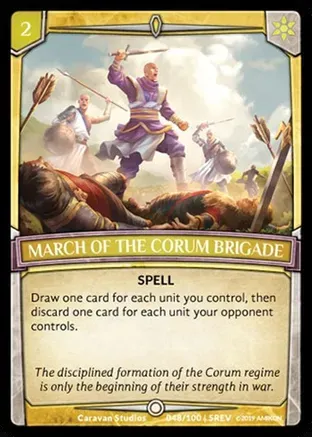 2
MARCH OF THE CORUM BRIGADE
SPELL
Draw one card for each unit you control, then
discard one card for each unit your opponent
controls.
The disciplined formation of the Corum regime
is only the beginning of their strength in war.
Caravan Studios 048/100 LSREV ©2019